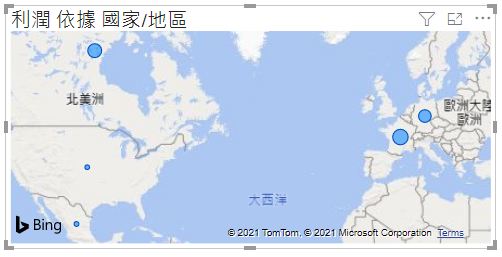 利潤 依據 國家/地區
北美洲
歐洲大陸
歐洲
大西洋
Bing
© 2021 TomTom, © 2021 Microsoft Corporation Terms